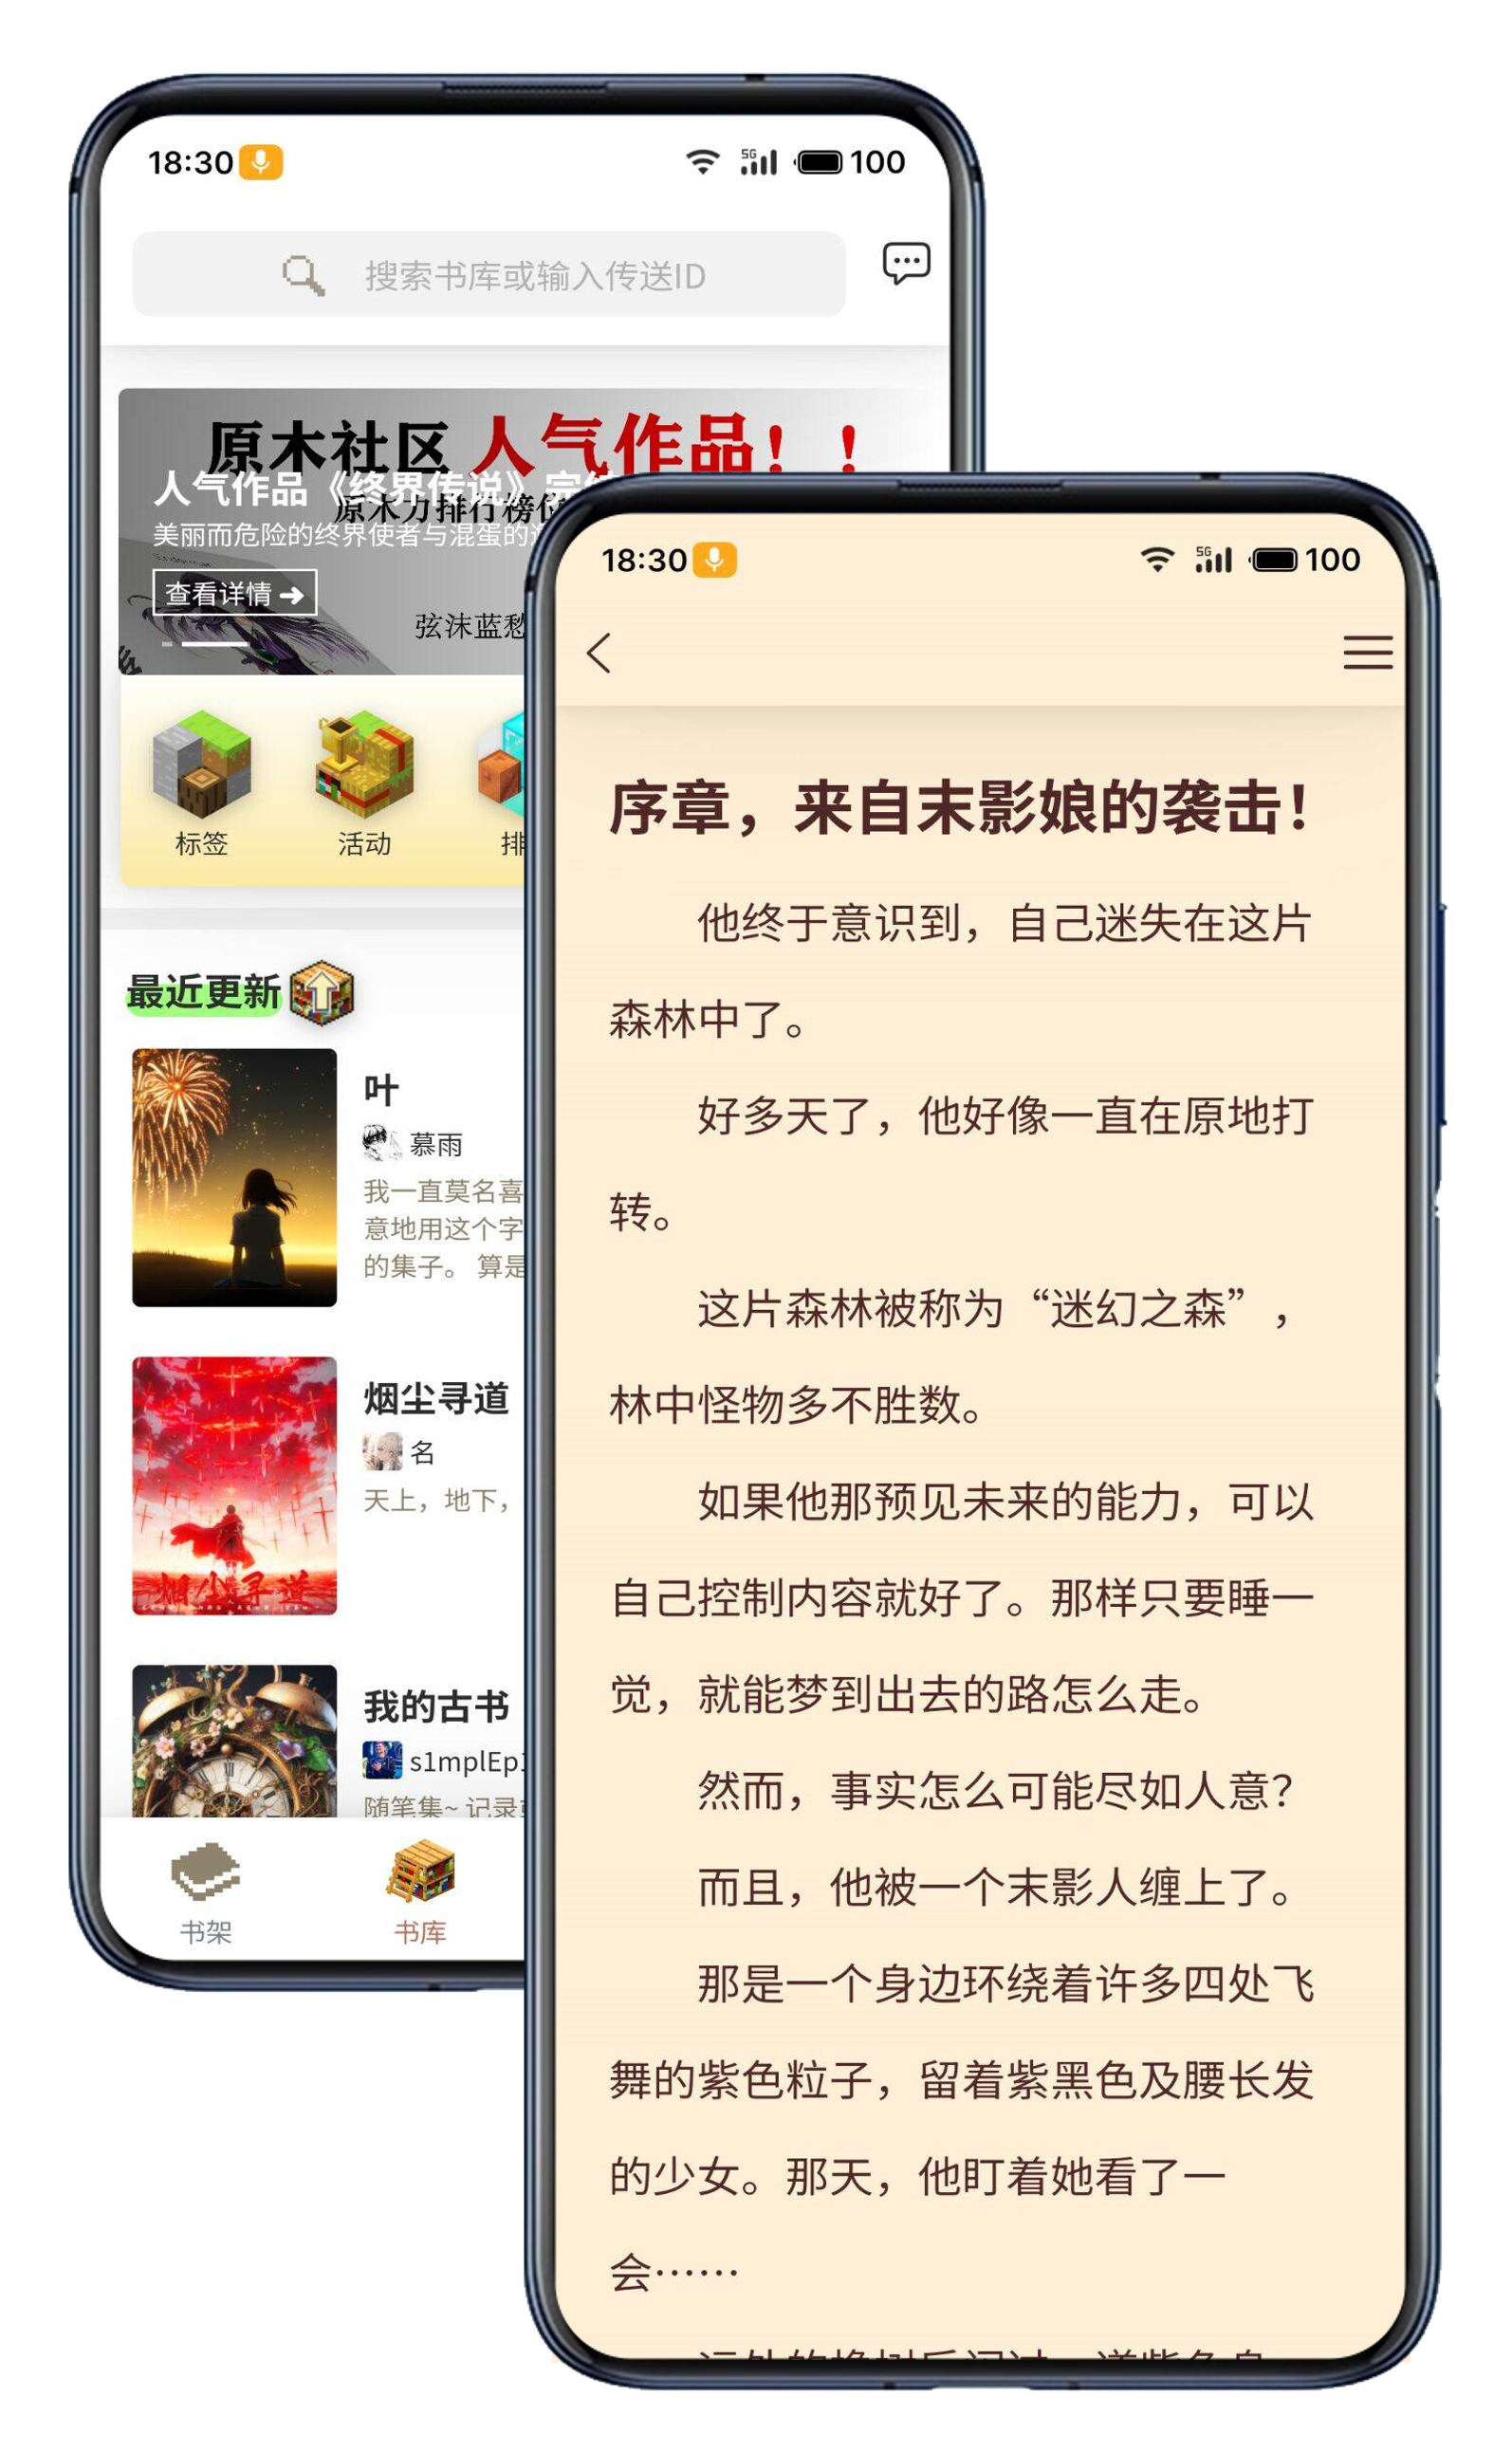 18:30
5G
100
搜索书库或输入传送ID
原木社区 人气作品！！
人气作品《终界传说》完结
原木力排行榜位
美丽而危险的终界使者与混蛋的
查看详情
弦沫蓝愁
标签
活动
排
最近更新
叶
慕雨
我一直莫名喜
意地用这个字
的集子。 算是
烟尘寻道
烟尘寻道
名
天上，地下，
我的古书
s1mplEp
随笔集~ 记录
书架
书库
18:30
5G
100
序章，来自末影娘的袭击！
他终于意识到，自己迷失在这片
森林中了。
好多天了，他好像一直在原地打
转。
这片森林被称为“迷幻之森”，
林中怪物多不胜数。
如果他那预见未来的能力，可以
自己控制内容就好了。那样只要睡一
觉，就能梦到出去的路怎么走。
然而，事实怎么可能尽如人意？
而且，他被一个末影人缠上了。
那是一个身边环绕着许多四处飞
舞的紫色粒子，留着紫黑色及腰长发
的少女。那天，他盯着她看了一
会……